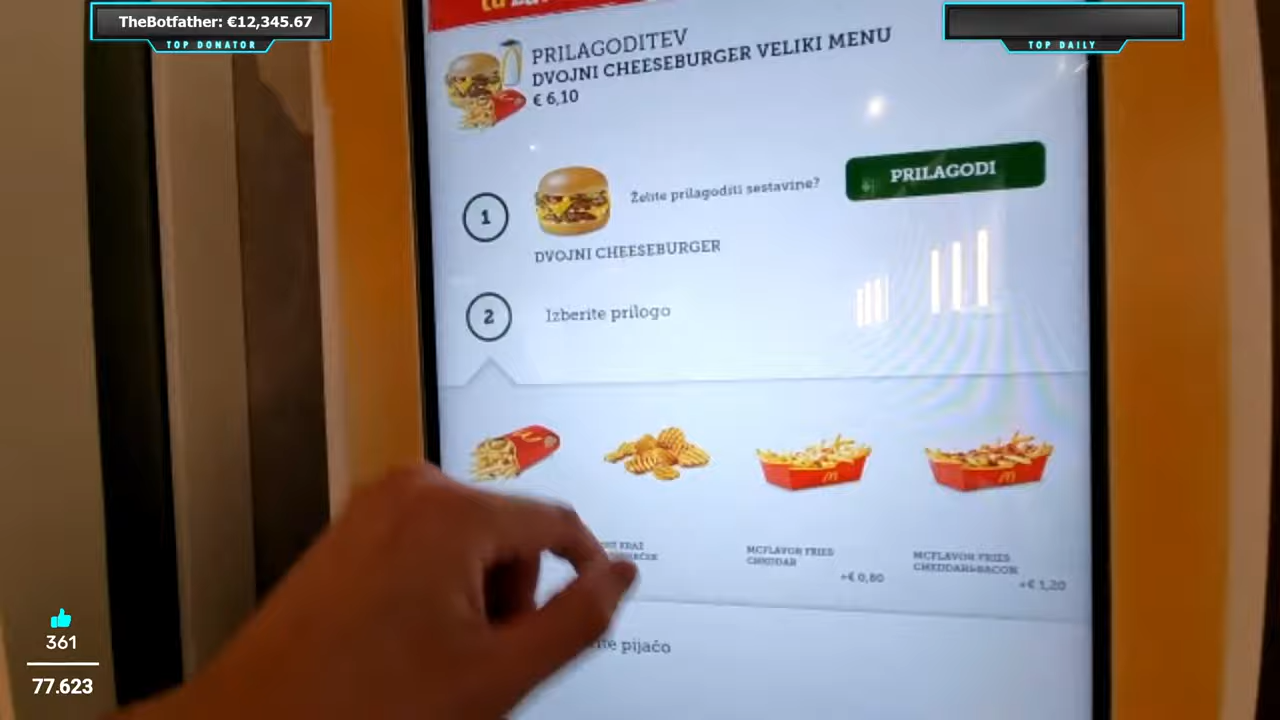 TheBotfather: €12,345.67
TOP DONATOR
TOP DAILY
PRILAGODITEV
DVOJNI CHEESEBURGER VELIKI MENU
€ 6,10
1
Želite prilagoditi sestavine?
PRILAGODI
DVOJNI CHEESEBURGER
2
Izberite prilogo
MCFLAVOR FRIES
CHEDDAR
+€ 0,80
MCFLAVOR FRIES
CHEDDAR&BACON
+€ 1,20
pijačo
361
77.623